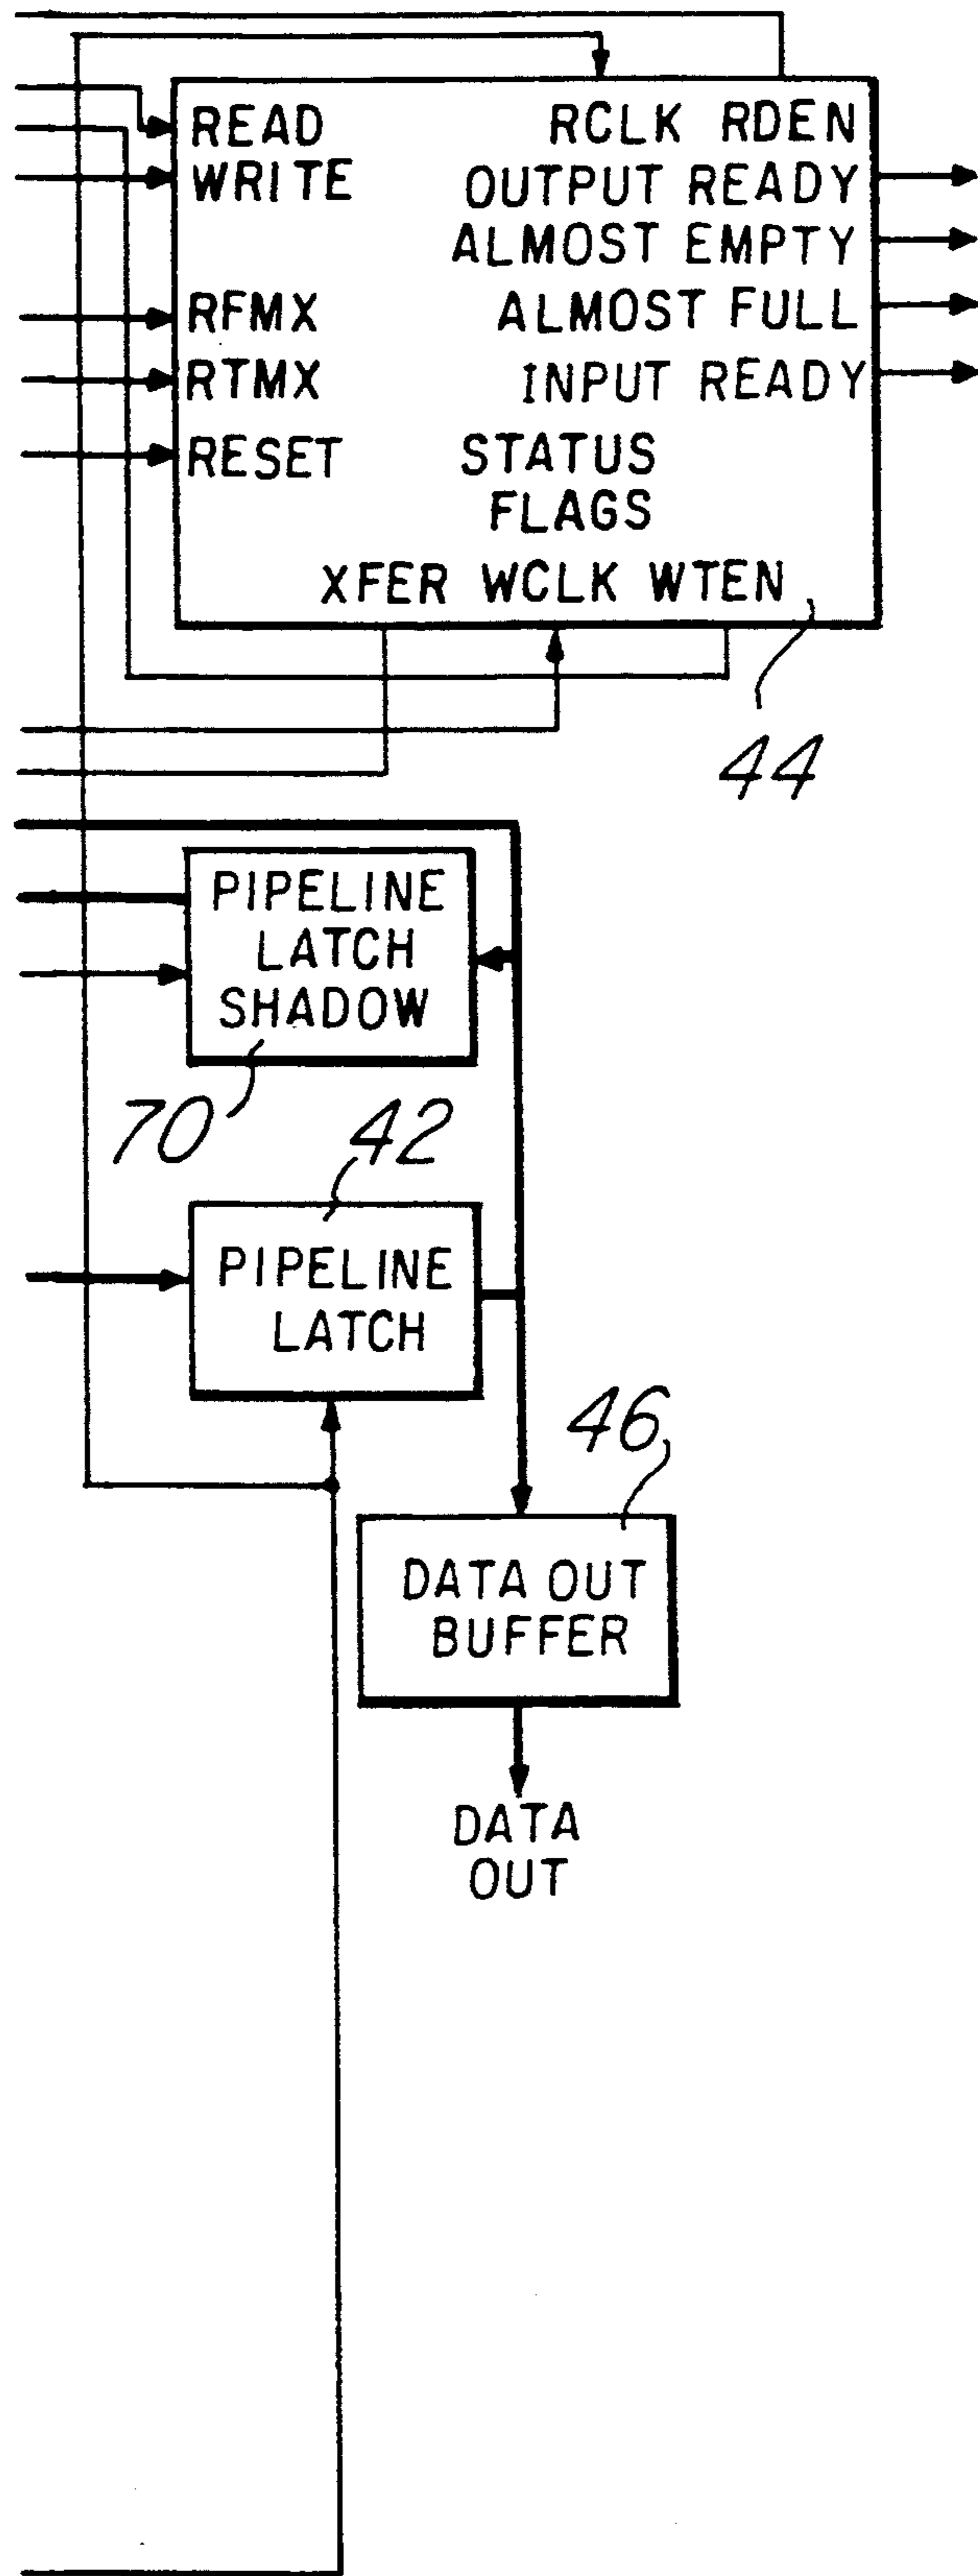 READ RCLK RDEN
WRITE OUTPUT READY
ALMOST EMPTY
RFMX ALMOST FULL
RTMX INPUT READY
RESET STATUS
FLAGS
XFER WCLK WTEN
44
PIPELINE
LATCH
SHADOW
70 42
PIPELINE
LATCH
46
DATA OUT
BUFFER
DATA
OUT